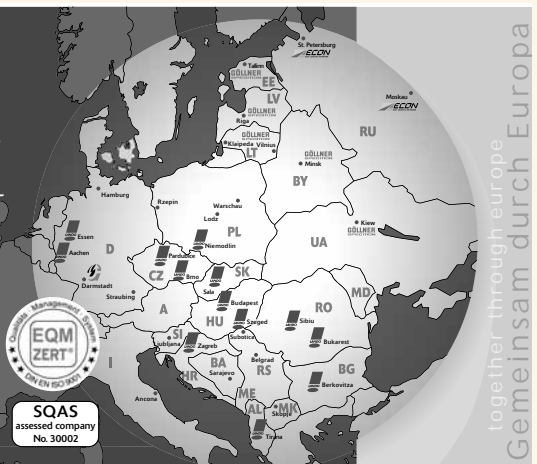 St. Petersburg
ECON
Tallin
GÖLLNER
EE
LV
GÖLLNER
Riga
Moskau
ECON
RU
GÖLLNER
Klaipeda Vilnius
LT
GÖLLNER
Minsk
BY
Hamburg
Rzepin
Warschau
Lodz
PL
Kiew
GÖLLNER
UA
Essen
Aachen
D
Niemodlin
Pardubice
CZ
Brno
SK
Darmstadt
Straubing
Sala
A
Budapest
HU
Szeged
RO
MD
Sibiu
Bukarest
SI
Ljubljana
Zagreb
Subotica
HR
BA
Sarajevo
Belgrad
RS
BG
Berkovitza
I
Ancona
ME
AL
MK
Skopje
Tirana
Qualitäts - Management - System
EQM
ZERT
DIN EN ISO 9001
SQAS
assessed company
No. 30002
together through europe
Gemeinsam durch Europa